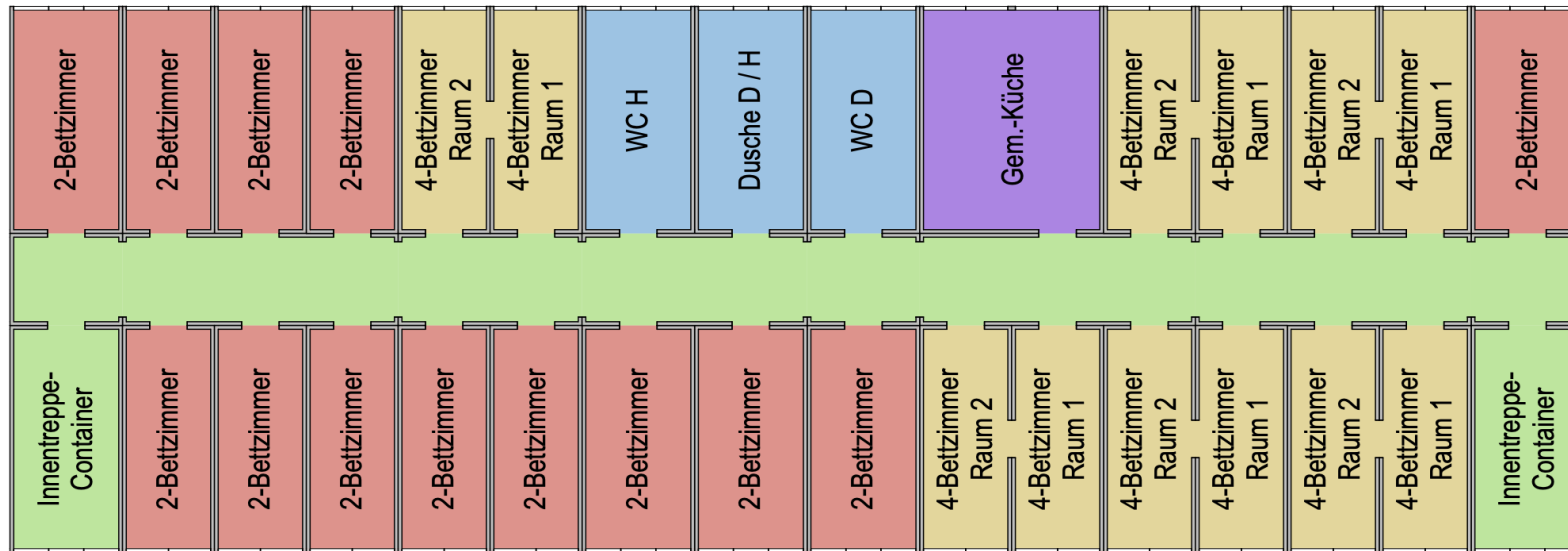 2-Bettzimmer
2-Bettzimmer
2-Bettzimmer
2-Bettzimmer
4-Bettzimmer
Raum 2
4-Bettzimmer
Raum 1
WC H
Dusche D / H
WC D
Gem.-Küche
4-Bettzimmer
Raum 2
4-Bettzimmer
Raum 1
4-Bettzimmer
Raum 2
4-Bettzimmer
Raum 1
2-Bettzimmer
Innentreppe-
Container
2-Bettzimmer
2-Bettzimmer
2-Bettzimmer
2-Bettzimmer
2-Bettzimmer
2-Bettzimmer
2-Bettzimmer
2-Bettzimmer
4-Bettzimmer
Raum 2
4-Bettzimmer
Raum 1
4-Bettzimmer
Raum 2
4-Bettzimmer
Raum 1
4-Bettzimmer
Raum 2
4-Bettzimmer
Raum 1
Innentreppe-
Container